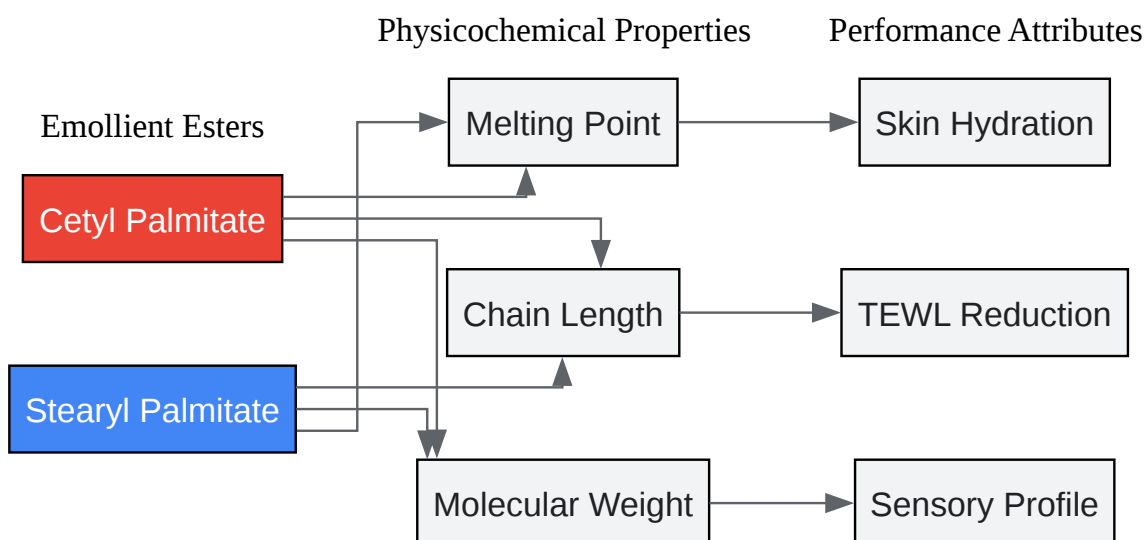 Physicochemical Properties
Performance Attributes
Emollient Esters
Melting Point
Skin Hydration
Cetyl Palmitate
Chain Length
TEWL Reduction
Stearyl Palmitate
Molecular Weight
Sensory Profile